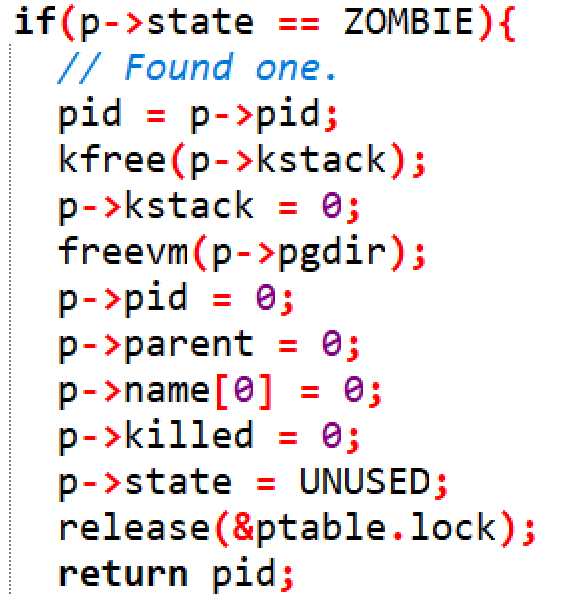 if(p->state == ZOMBIE){
// Found one.
pid = p->pid;
kfree(p->kstack);
p->kstack = 0;
freevm(p->pgdir);
p->pid = 0;
p->parent = 0;
p->name[0] = 0;
p->killed = 0;
p->state = UNUSED;
release(&ptable.lock);
return pid;